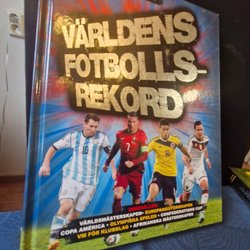 VÄRLDENS
FOTBOLLS-
REKORD
VÄRLDSMÄSTERSKAPEN • EUROPAMÄSTERSKAPEN
COPA AMÉRICA • OLYMPISKA SPELEN • CONFEDERATIONS CUP
VM FÖR KLUBBLAG • AFRIKANSKA MÄSTERSKAPEN